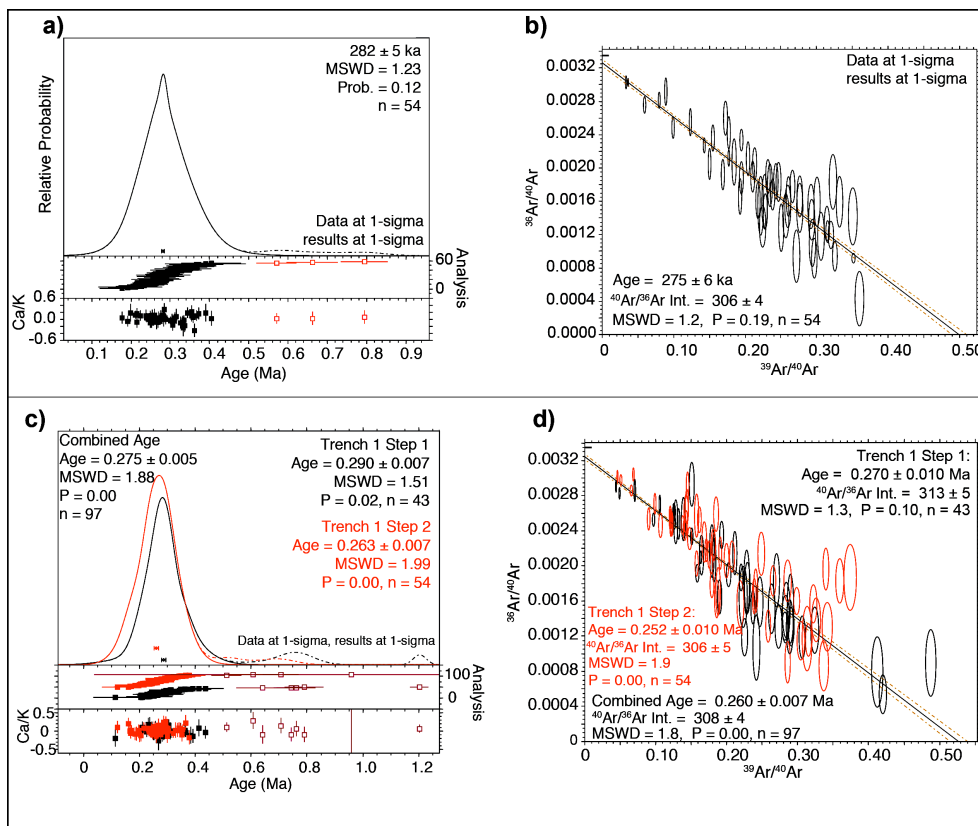 a)
282 ± 5 ka
MSWD = 1.23
Prob. = 0.12
n = 54
Relative Probability
Data at 1-sigma
results at 1-sigma
60
0
Analysis
0.6
0.0
-0.6
Ca/K
0.1 0.2 0.3 0.4 0.5 0.6 0.7 0.8 0.9
Age (Ma)
b)
Data at 1-sigma
results at 1-sigma
0.0032
0.0028
0.0024
0.0020
0.0016
0.0012
0.0008
0.0004
0.0000
³⁶Ar/⁴⁰Ar
Age = 275 ± 6 ka
⁴⁰Ar/³⁶Ar Int. = 306 ± 4
MSWD = 1.2, P = 0.19, n = 54
0 0.10 0.20 0.30 0.40 0.50
³⁹Ar/⁴⁰Ar
c)
Combined Age
Age = 0.275 ± 0.005
MSWD = 1.88
P = 0.00
n = 97
Trench 1 Step 1
Age = 0.290 ± 0.007
MSWD = 1.51
P = 0.02, n = 43
Trench 1 Step 2
Age = 0.263 ± 0.007
MSWD = 1.99
P = 0.00, n = 54
Relative Probability
Data at 1-sigma, results at 1-sigma
100
0
Analysis
0.5
0
-0.5
Ca/K
0 0.2 0.4 0.6 0.8 1.0 1.2
Age (Ma)
d)
Trench 1 Step 1:
Age = 0.270 ± 0.010 Ma
⁴⁰Ar/³⁶Ar Int. = 313 ± 5
MSWD = 1.3, P = 0.10, n = 43
0.0032
0.0028
0.0024
0.0020
0.0016
0.0012
0.0008
0.0004
0
³⁶Ar/⁴⁰Ar
Trench 1 Step 2:
Age = 0.252 ± 0.010 Ma
⁴⁰Ar/³⁶Ar Int. = 306 ± 5
MSWD = 1.9
P = 0.00, n = 54
Combined Age = 0.260 ± 0.007 Ma
⁴⁰Ar/³⁶Ar Int. = 308 ± 4
MSWD = 1.8, P = 0.00, n = 97
0 0.10 0.20 0.30 0.40 0.50
³⁹Ar/⁴⁰Ar